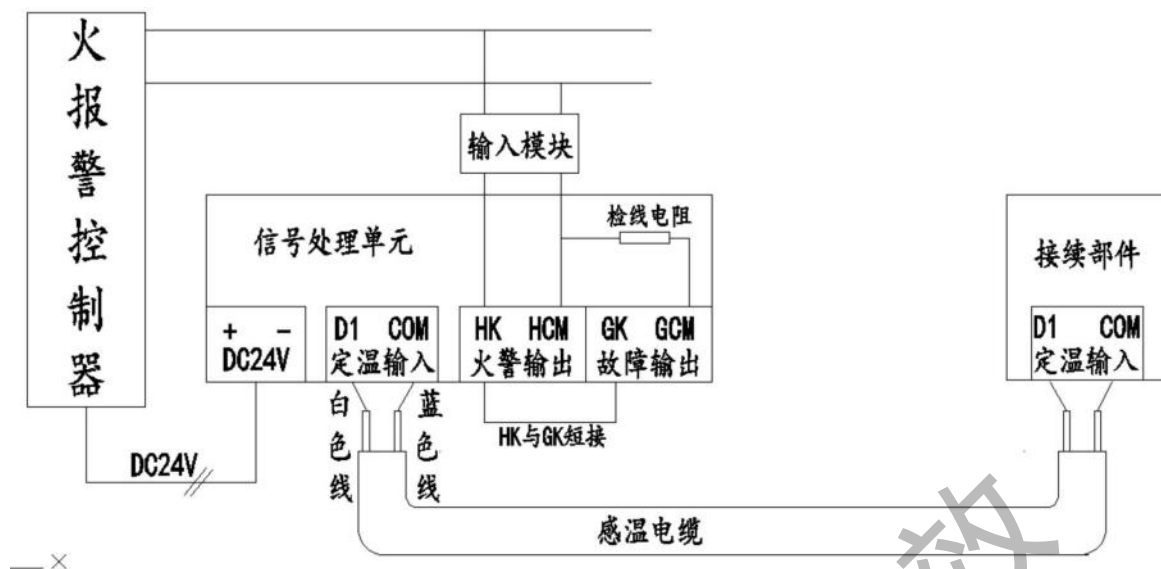 火报警控制器
输入模块
信号处理单元
检线电阻
接续部件
+ -
DC24V
D1 COM
定温输入
HK HCM
火警输出
GK GCM
故障输出
D1 COM
定温输入
白色线
蓝色线
HK与GK短接
DC24V
感温电缆
效